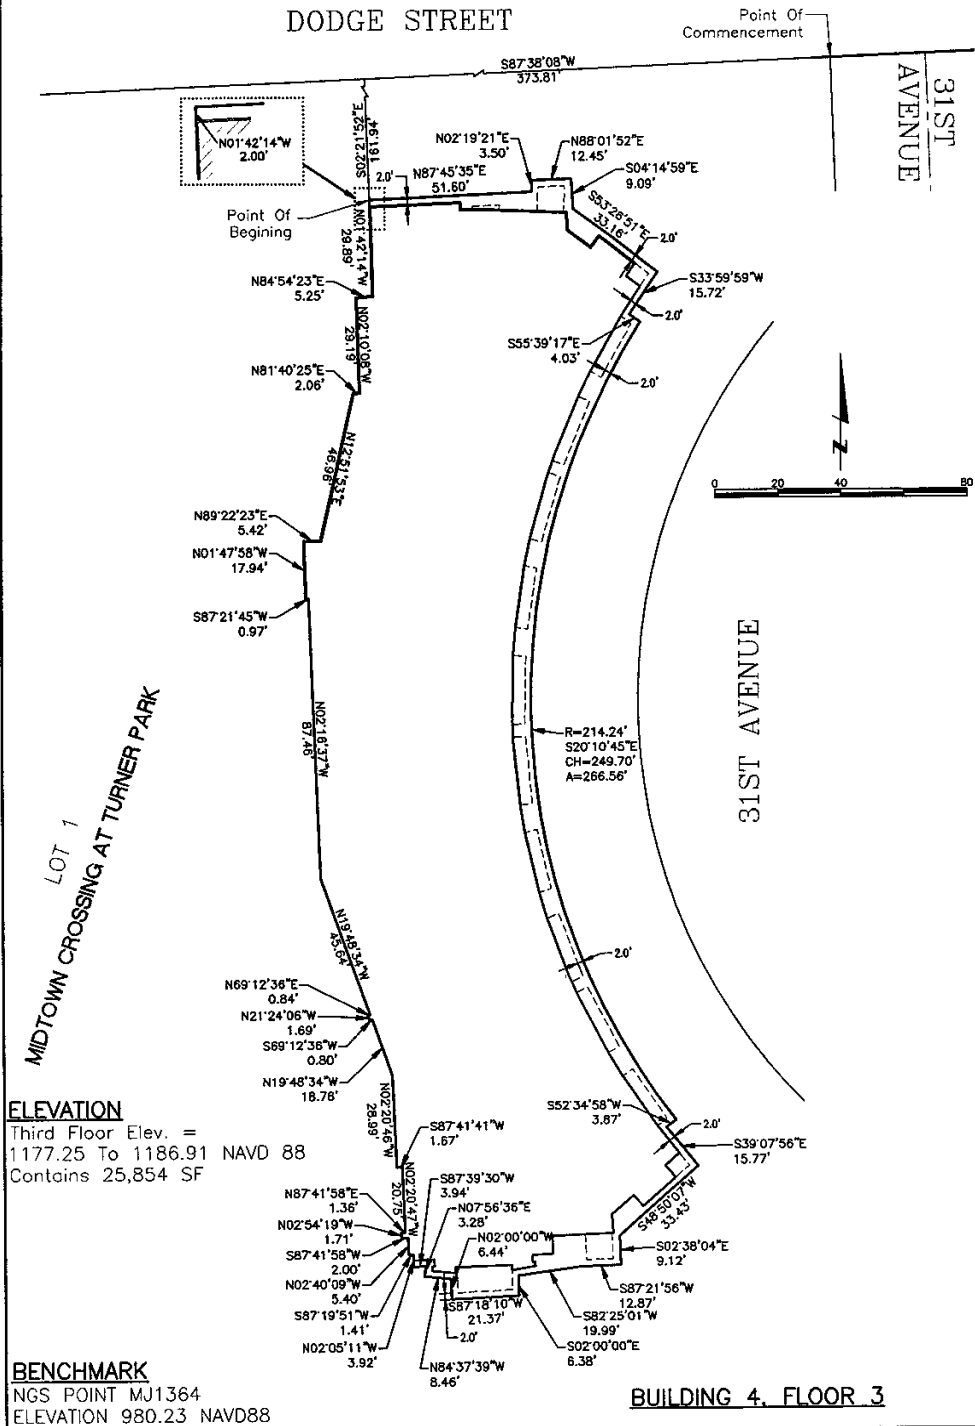 DODGE STREET
Point Of
Commencement
S87°38'08"W
373.81'
31ST
AVENUE
N01°42'14"W
2.00'
S02°21'52"E
161.94'
2.0'
N87°45'35"E
51.60'
N02°19'21"E
3.50'
N88°01'52"E
12.45'
S04°14'59"E
9.09'
S53°26'51"E
33.16'
2.0'
Point Of
Begining
N01°42'14"W
29.89'
N84°54'23"E
5.25'
S33°59'59"W
15.72'
2.0'
N02°10'08"W
29.19'
S55°39'17"E
4.03'
2.0'
N81°40'25"E
2.06'
N12°51'53"E
46.96'
N
0 20 40 80
N89°22'23"E
5.42'
N01°47'58"W
17.94'
S87°21'45"W
0.97'
31ST AVENUE
N02°16'37"W
87.46'
R=214.24'
S20°10'45"E
CH=249.70'
A=266.56'
LOT 1
MIDTOWN CROSSING AT TURNER PARK
N19°48'34"W
45.64'
2.0'
N69°12'36"E
0.84'
N21°24'06"W
1.69'
S69°12'36"W
0.80'
N19°48'34"W
18.76'
N02°20'46"W
28.99'
S52°34'58"W
3.87'
2.0'
S39°07'56"E
15.77'
ELEVATION
Third Floor Elev. =
1177.25 To 1186.91 NAVD 88
Contains 25,854 SF
S87°41'41"W
1.67'
N02°20'47"W
20.75
S87°39'30"W
3.94'
N07°56'36"E
3.28'
N02°00'00"W
6.44'
S48°50'07"W
33.43'
N87°41'58"E
1.36'
N02°54'19"W
1.71'
S87°41'58"W
2.00'
N02°40'09"W
5.40'
S87°19'51"W
1.41'
N02°05'11"W
3.92'
S02°38'04"E
9.12'
S87°21'56"W
12.87'
S82°25'01"W
19.99'
S02°00'00"E
6.38'
S87°18'10"W
21.37'
2.0'
N84°37'39"W
8.46'
BENCHMARK
NGS POINT MJ1364
ELEVATION 980.23 NAVD88
BUILDING 4, FLOOR 3